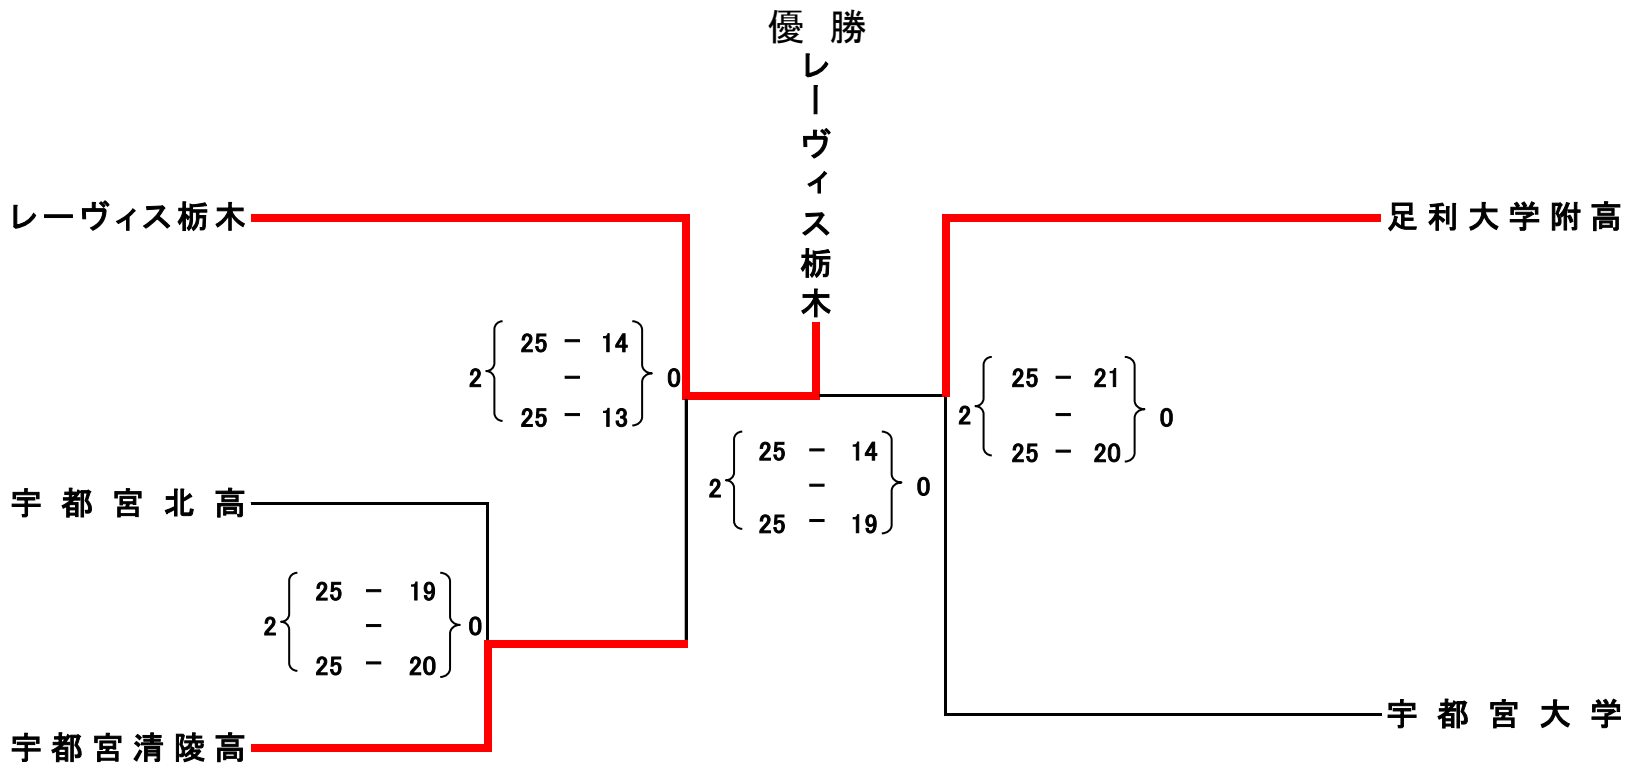 優 勝
レーヴィス栃木
レーヴィス栃木
足利大学附高
25 － 14
2 － 0
25 － 13
25 － 21
2 － 0
25 － 20
25 － 14
2 － 0
25 － 19
宇都宮北高
25 － 19
2 － 0
25 － 20
宇都宮大学
宇都宮清陵高